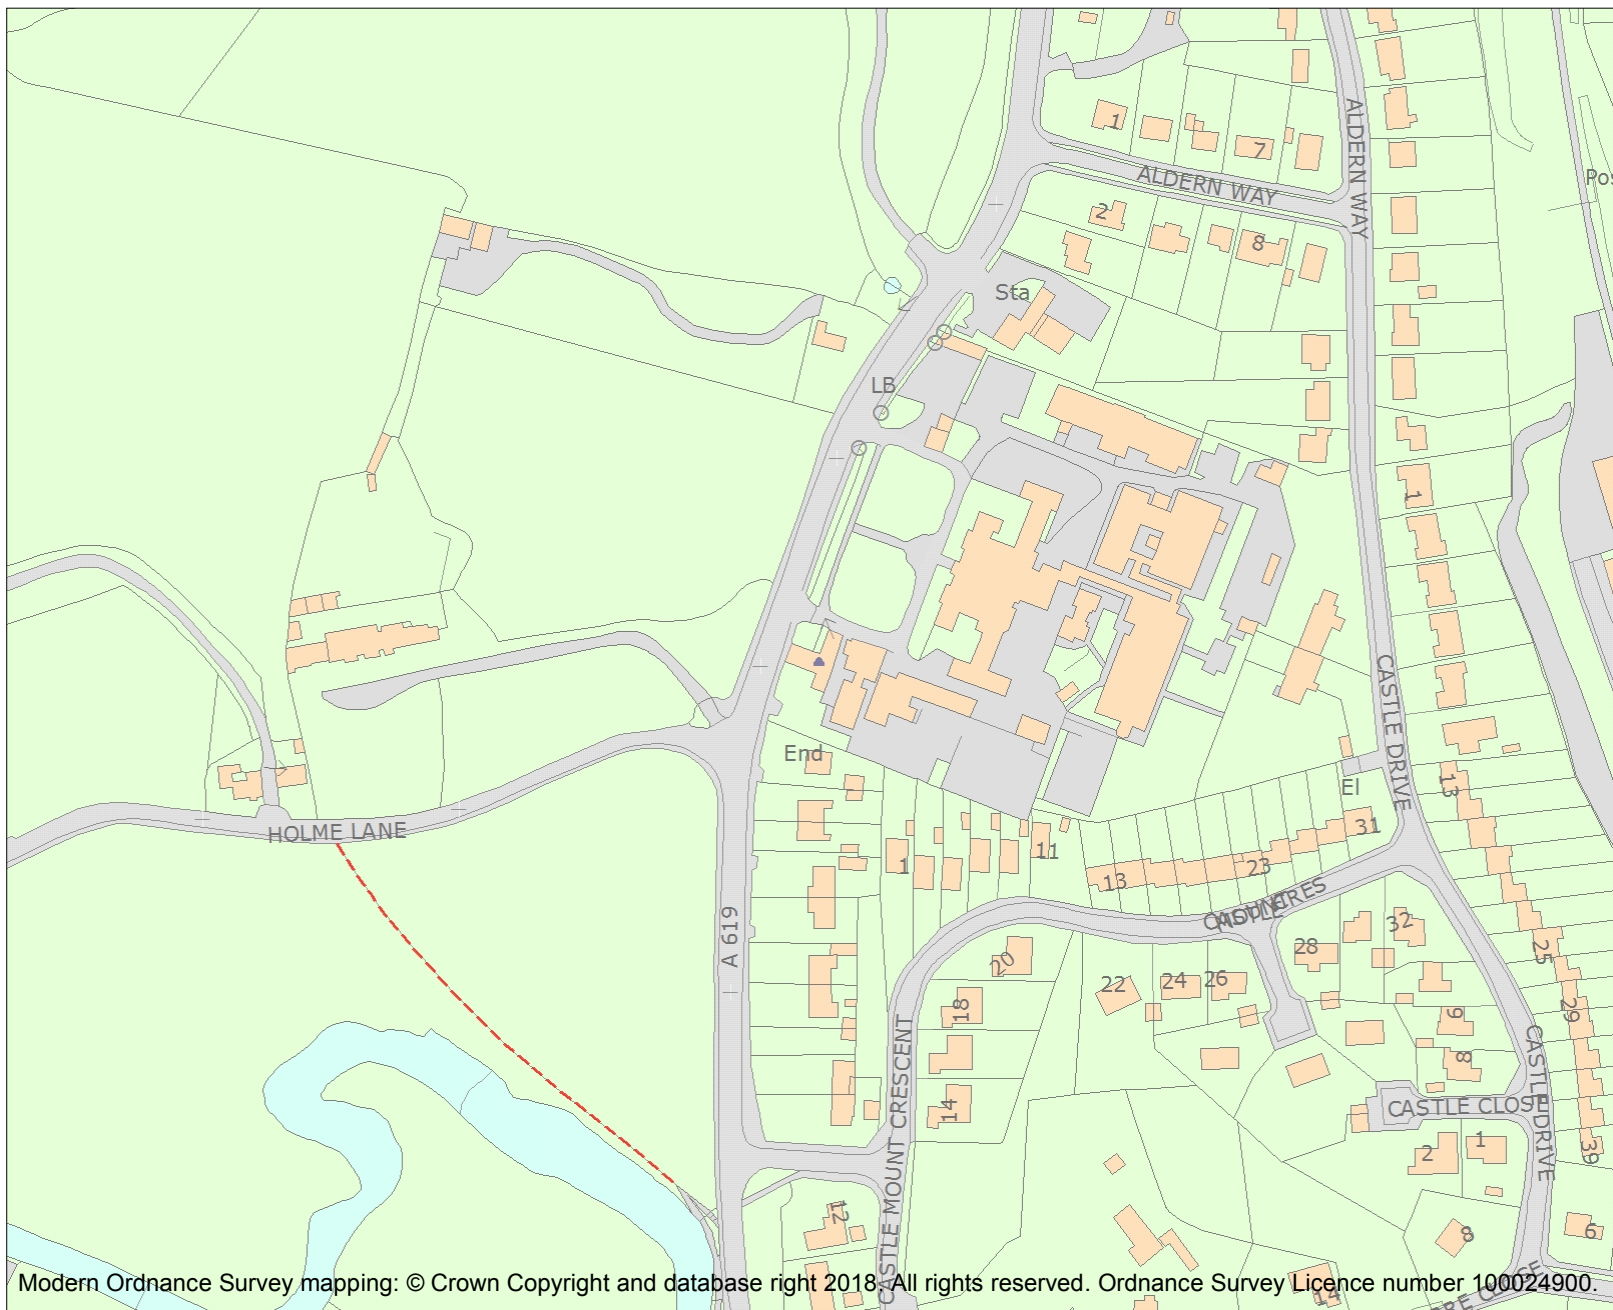 1
7
ALDERN WAY
ALDERN WAY
Pos
2
8
Sta
LB
1
CASTLE DRIVE
End
El
13
HOLME LANE
31
1
11
13
23
A 619
32
28
25
20
22
24
26
18
29
9
8
14
CASTLE MOUNT CRESCENT
CASTLE CLOSE
CASTLE DRIVE
2
1
39
12
8
6
14
Modern Ordnance Survey mapping: © Crown Copyright and database right 2018. All rights reserved. Ordnance Survey Licence number 100024900.